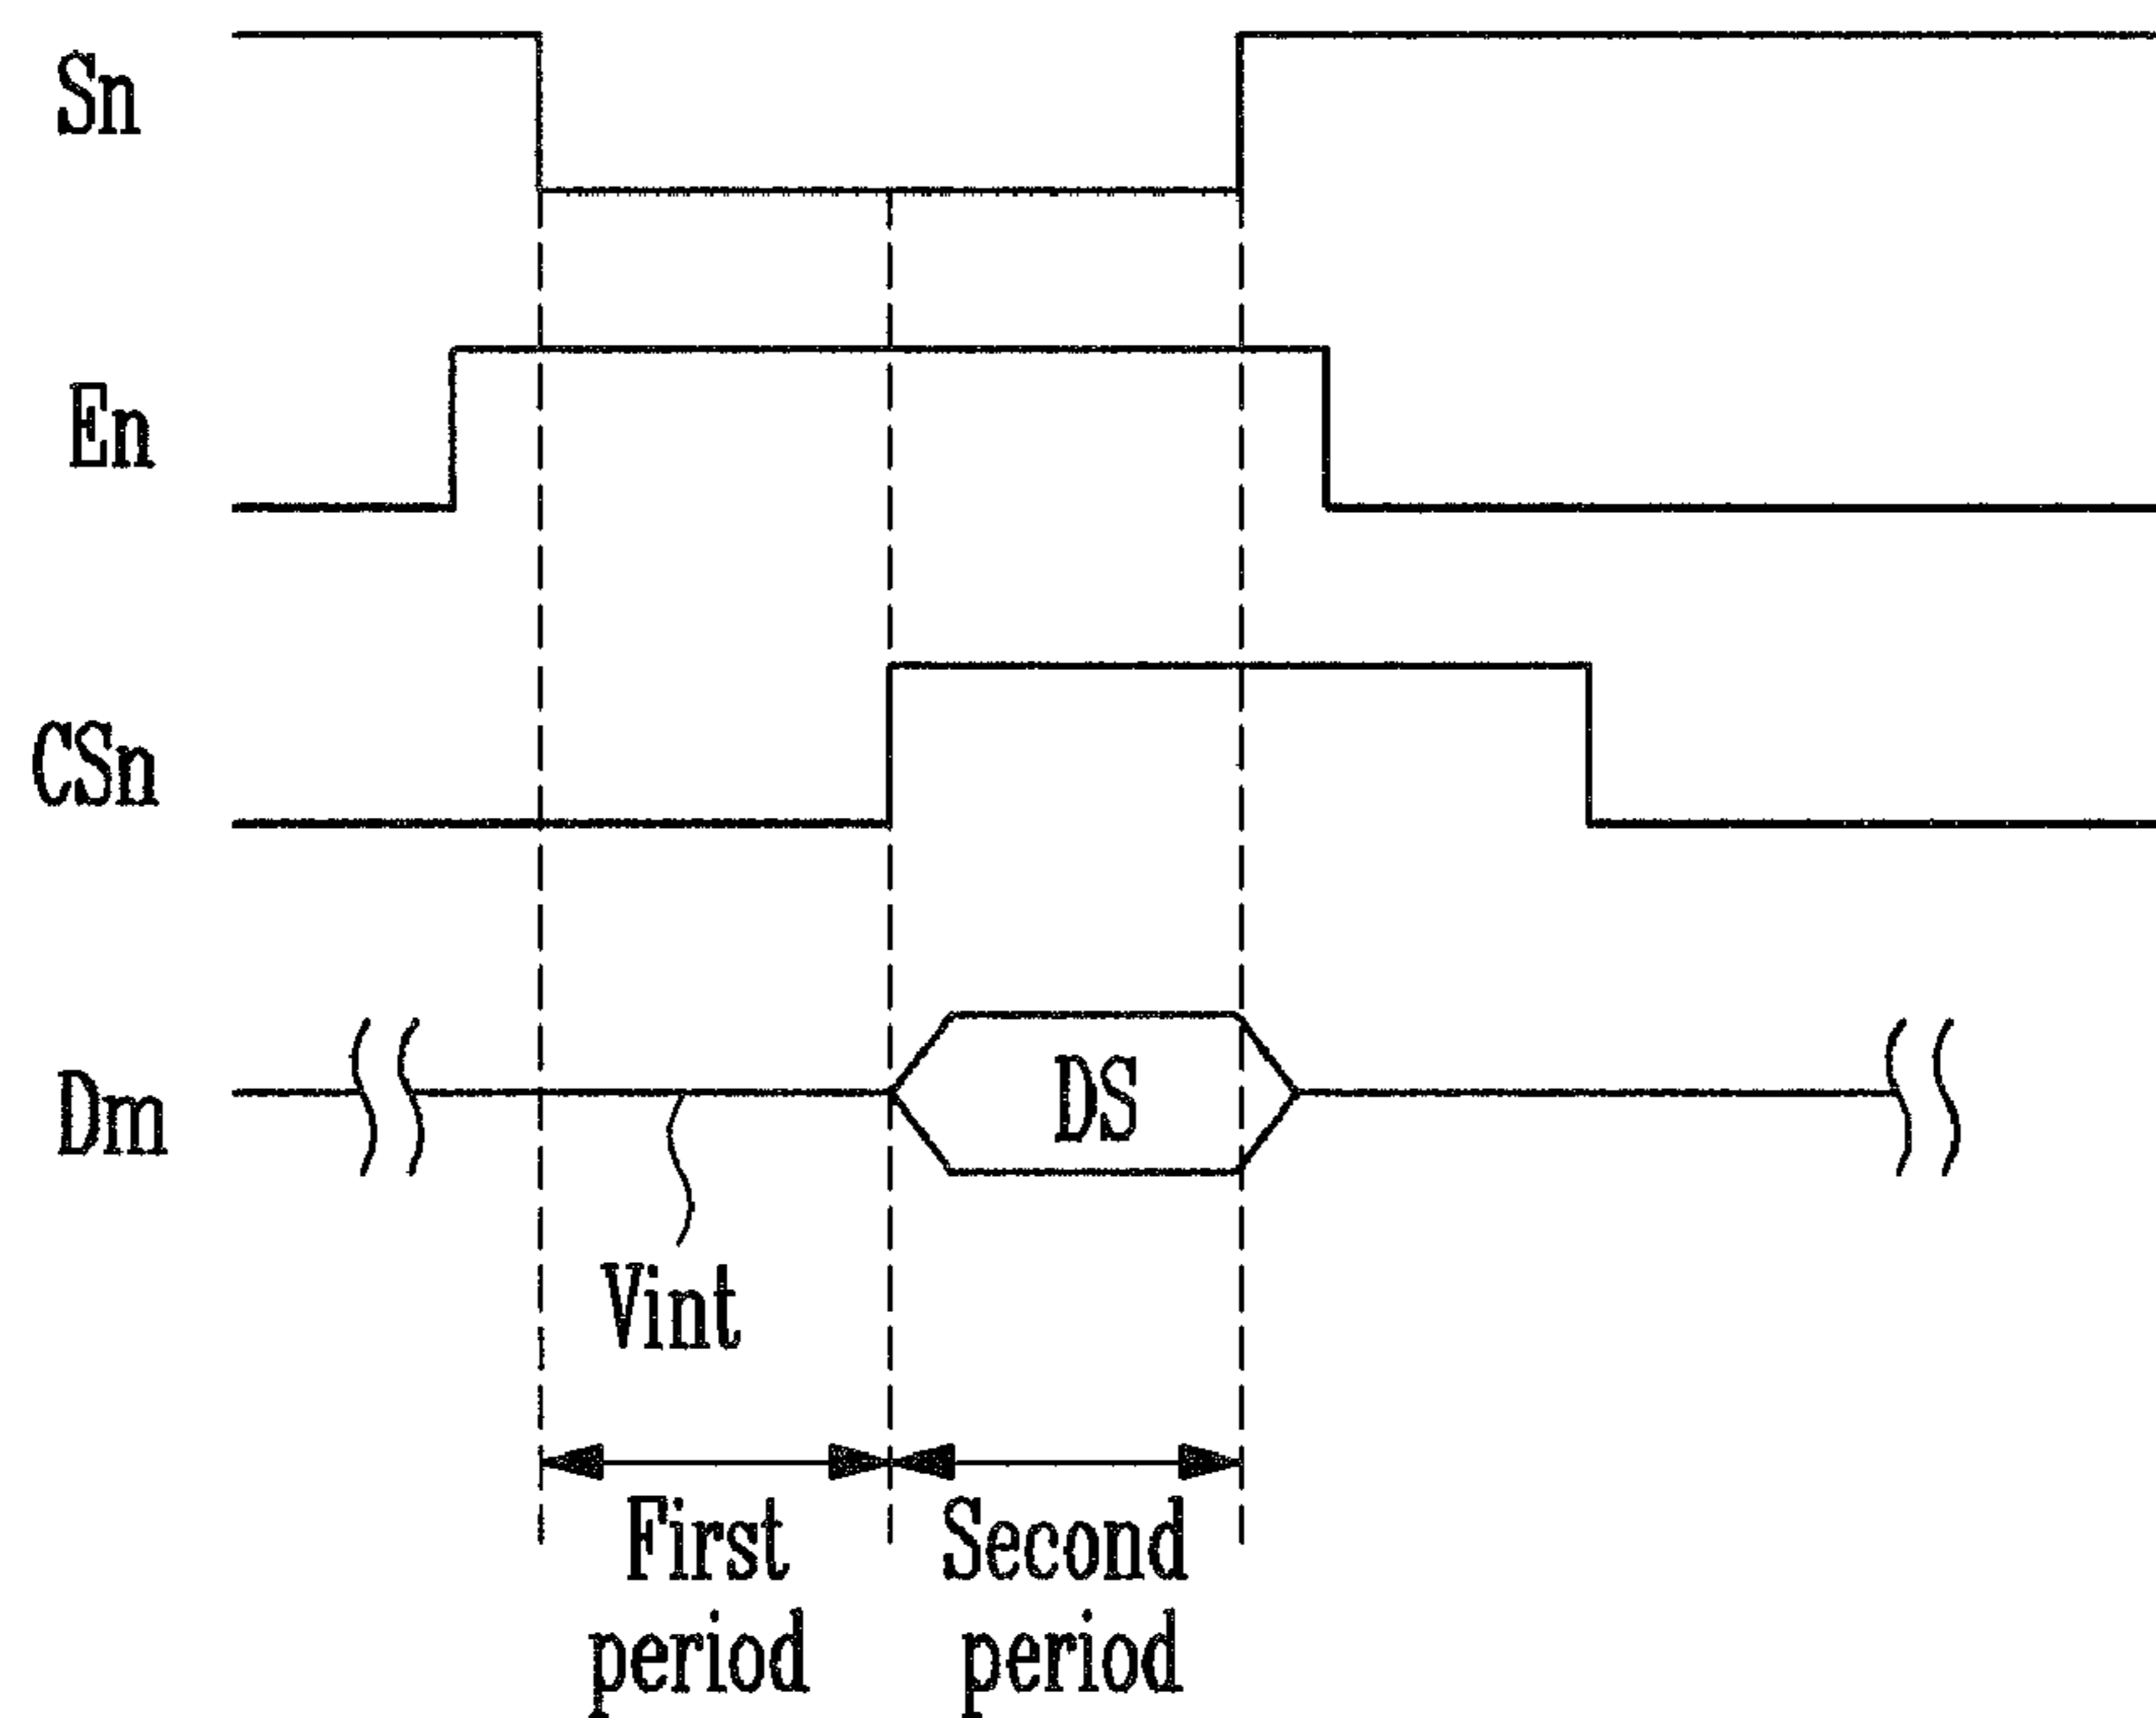 Sn
En
CSn
Dm
DS
Vint
First
period
Second
period